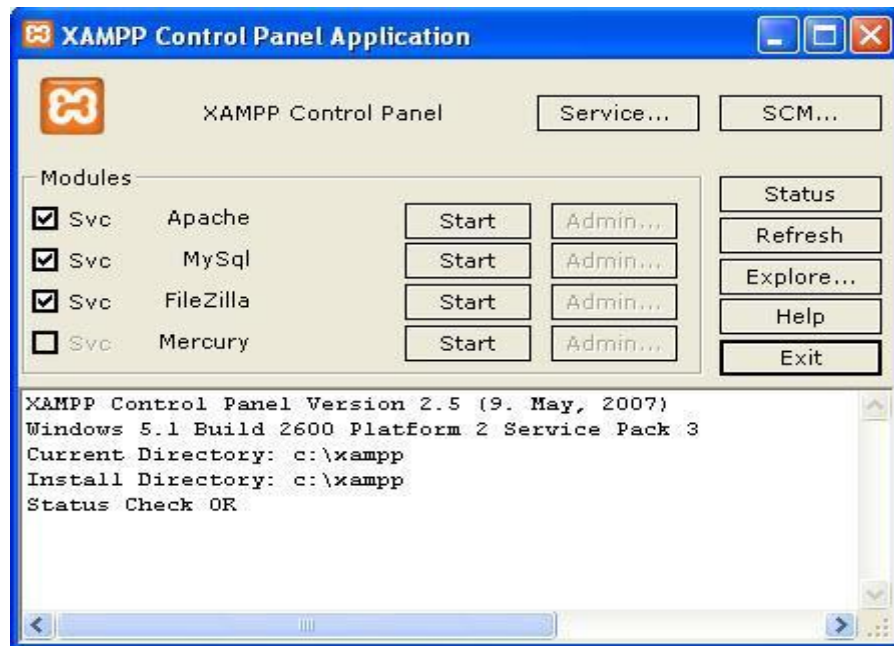 XAMPP Control Panel Application
XAMPP Control Panel Service... SCM...
Modules
Svc Apache Start Admin...
Svc MySql Start Admin...
Svc FileZilla Start Admin...
Svc Mercury Start Admin...
Status
Refresh
Explore...
Help
Exit
XAMPP Control Panel Version 2.5 (9. May, 2007)
Windows 5.1 Build 2600 Platform 2 Service Pack 3
Current Directory: c:\xampp
Install Directory: c:\xampp
Status Check OK